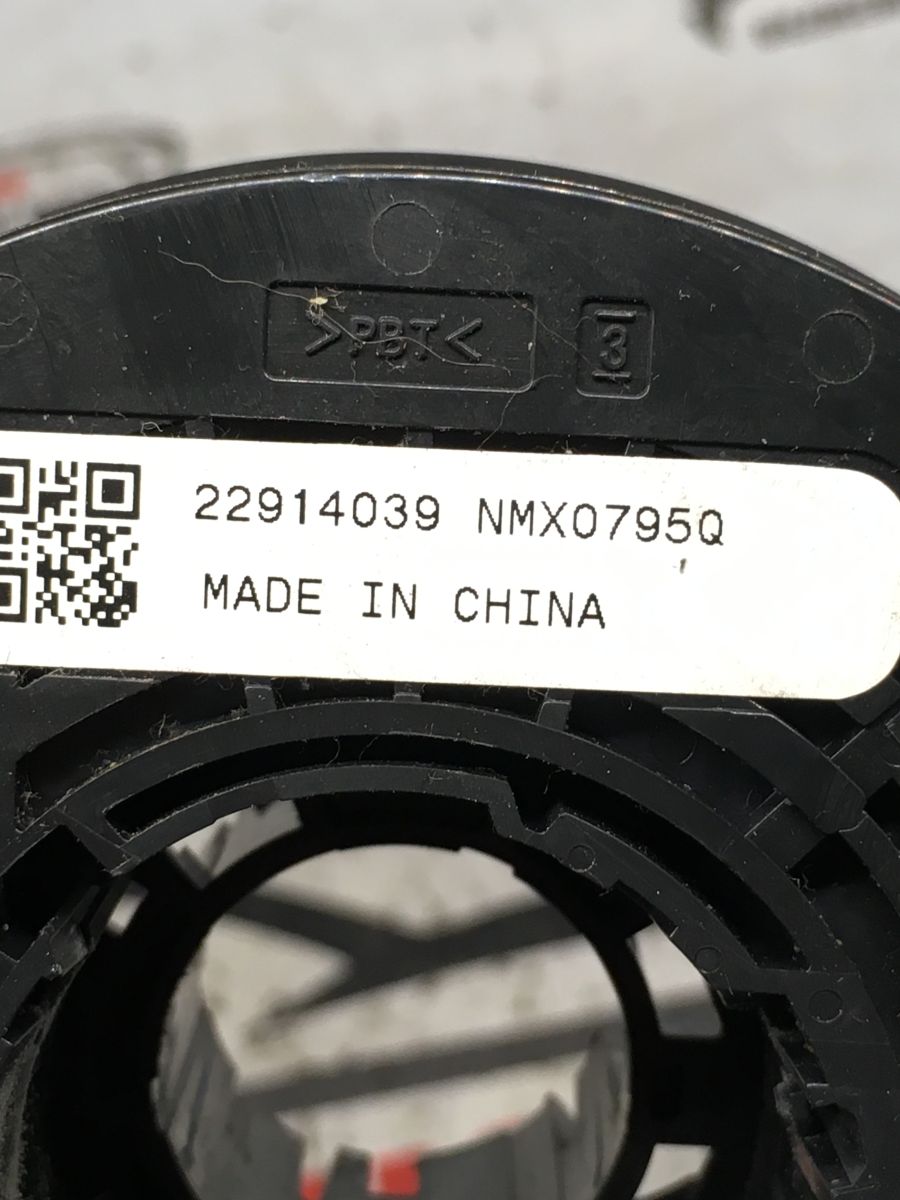 >PBT<
3
22914039 NMX0795Q
MADE IN CHINA